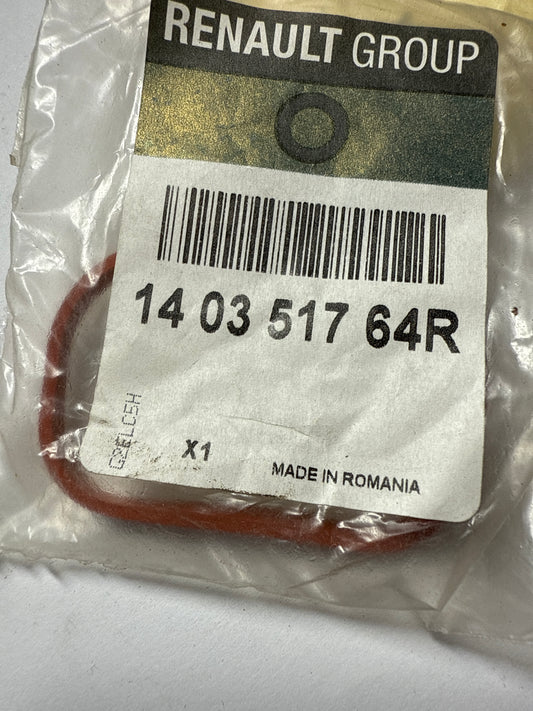 RENAULT GROUP
14 03 517 64R
X1
MADE IN ROMANIA